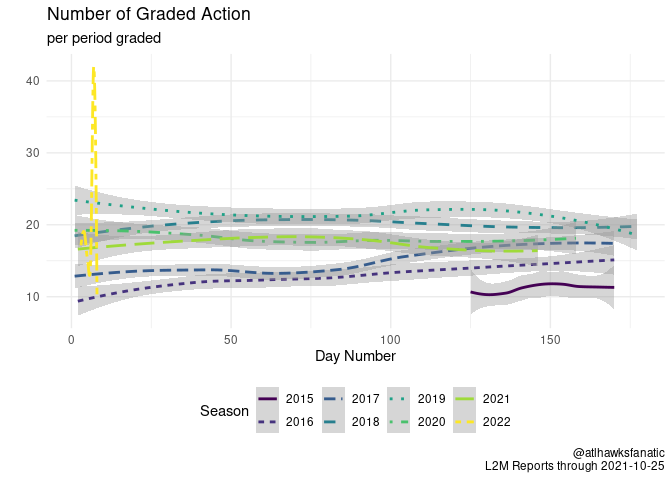 Number of Graded Action
per period graded
40
30
20
10
0
50
100
150
Day Number
Season
2015
2017
2019
2021
2016
2018
2020
2022
@atlhawksfanatic
L2M Reports through 2021-10-25